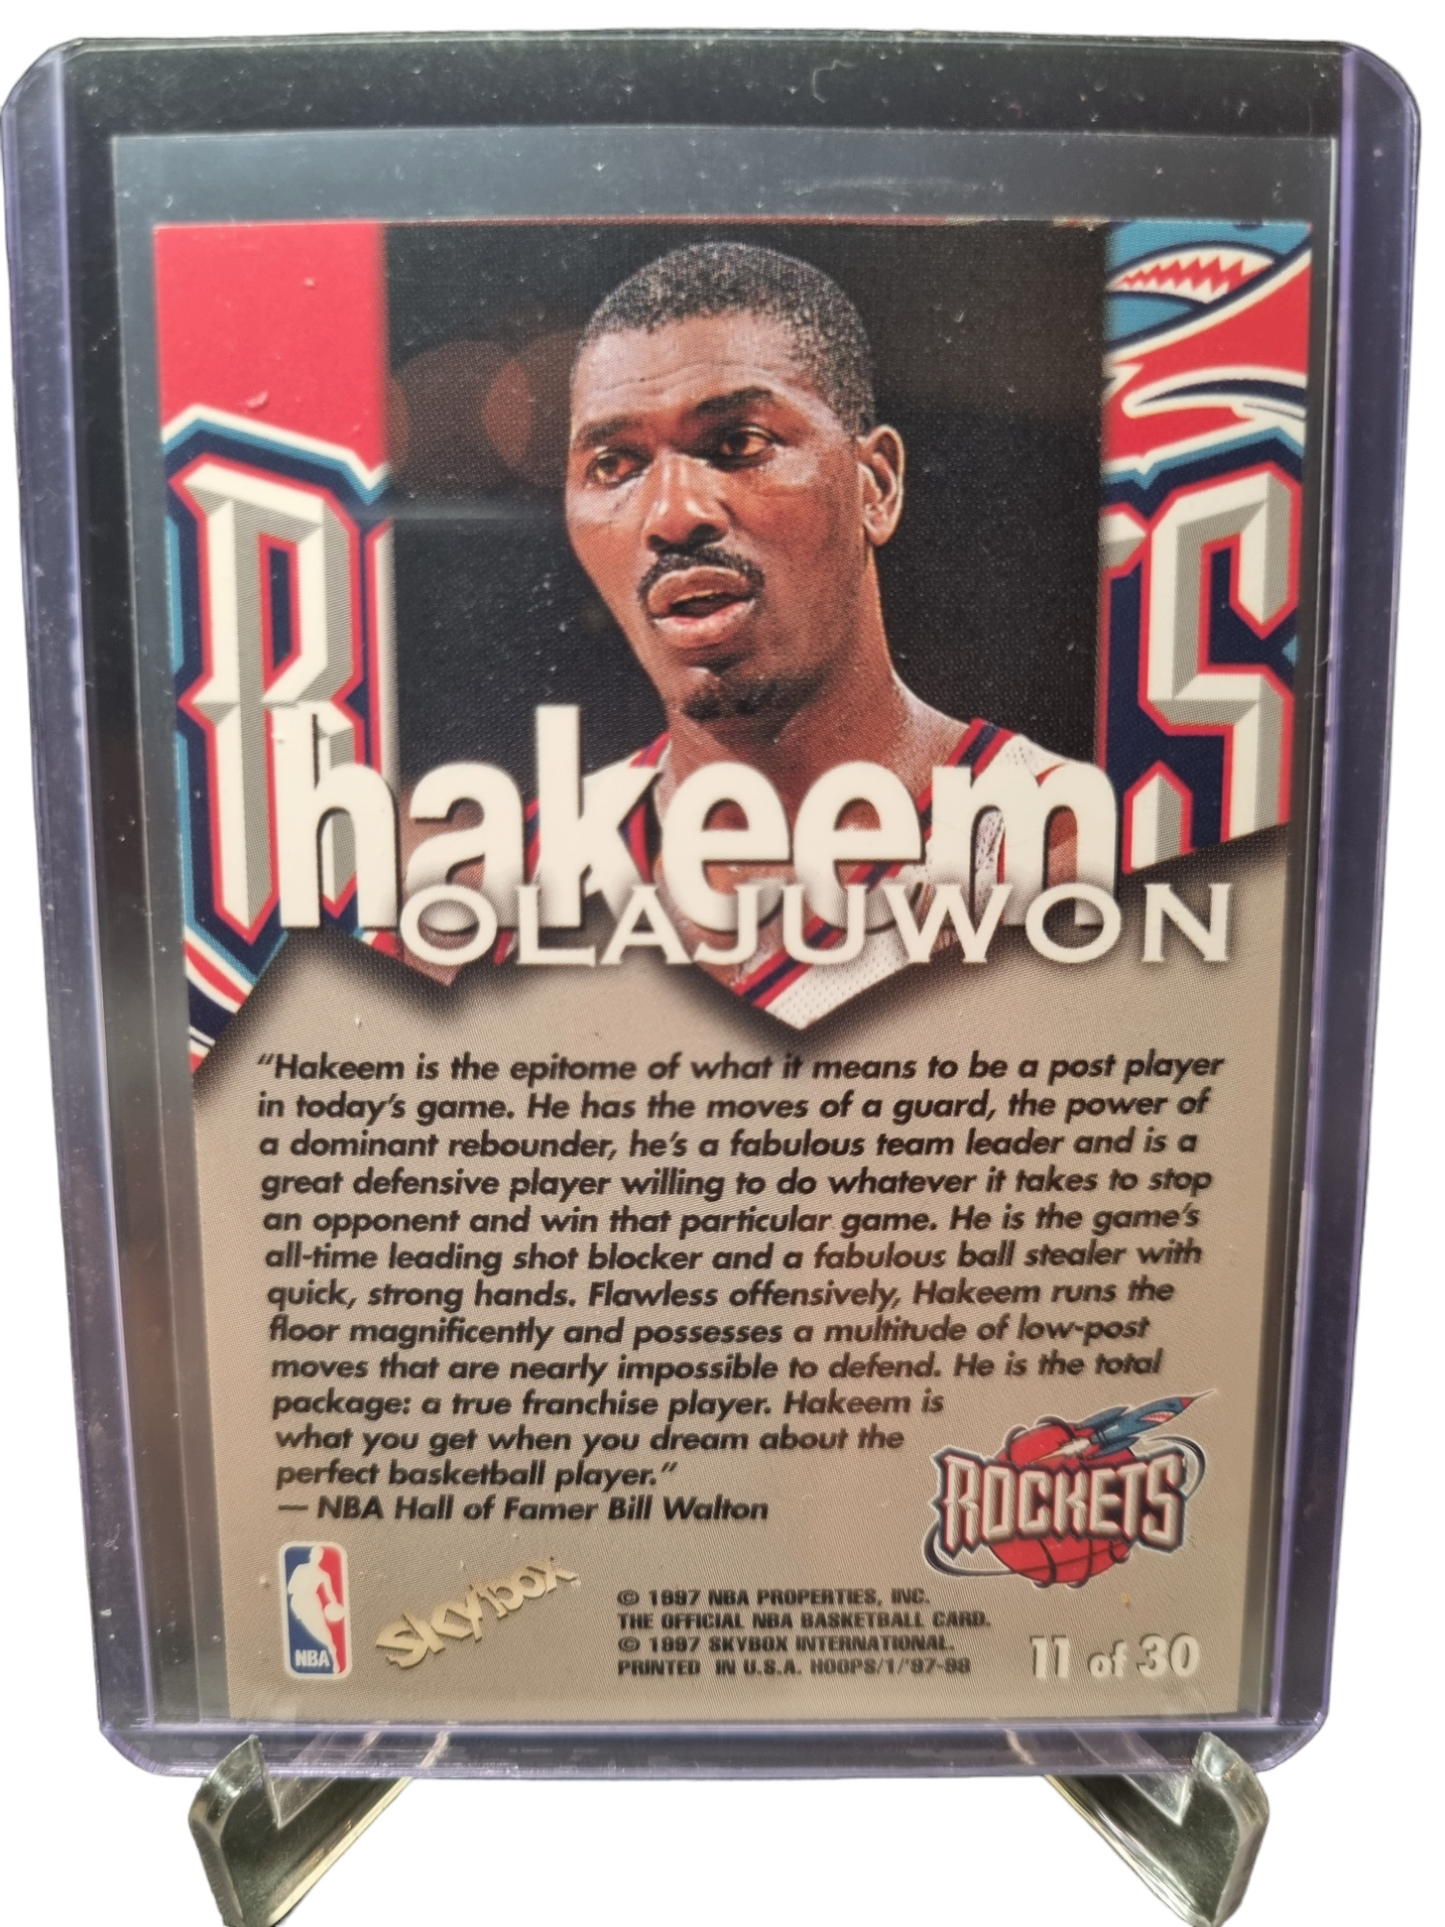 hakeem
OLAJUWON
“Hakeem is the epitome of what it means to be a post player
in today’s game. He has the moves of a guard, the power of
a dominant rebounder, he’s a fabulous team leader and is a
great defensive player willing to do whatever it takes to stop
an opponent and win that particular game. He is the game’s
all-time leading shot blocker and a fabulous ball stealer with
quick, strong hands. Flawless offensively, Hakeem runs the
floor magnificently and possesses a multitude of low-post
moves that are nearly impossible to defend. He is the total
package: a true franchise player. Hakeem is
what you get when you dream about the
perfect basketball player.”
— NBA Hall of Famer Bill Walton
ROCKETS
NBA
skybox
© 1997 NBA PROPERTIES, INC.
THE OFFICIAL NBA BASKETBALL CARD.
© 1997 SKYBOX INTERNATIONAL.
PRINTED IN U.S.A. HOOPS/1/'97-98
11 of 30